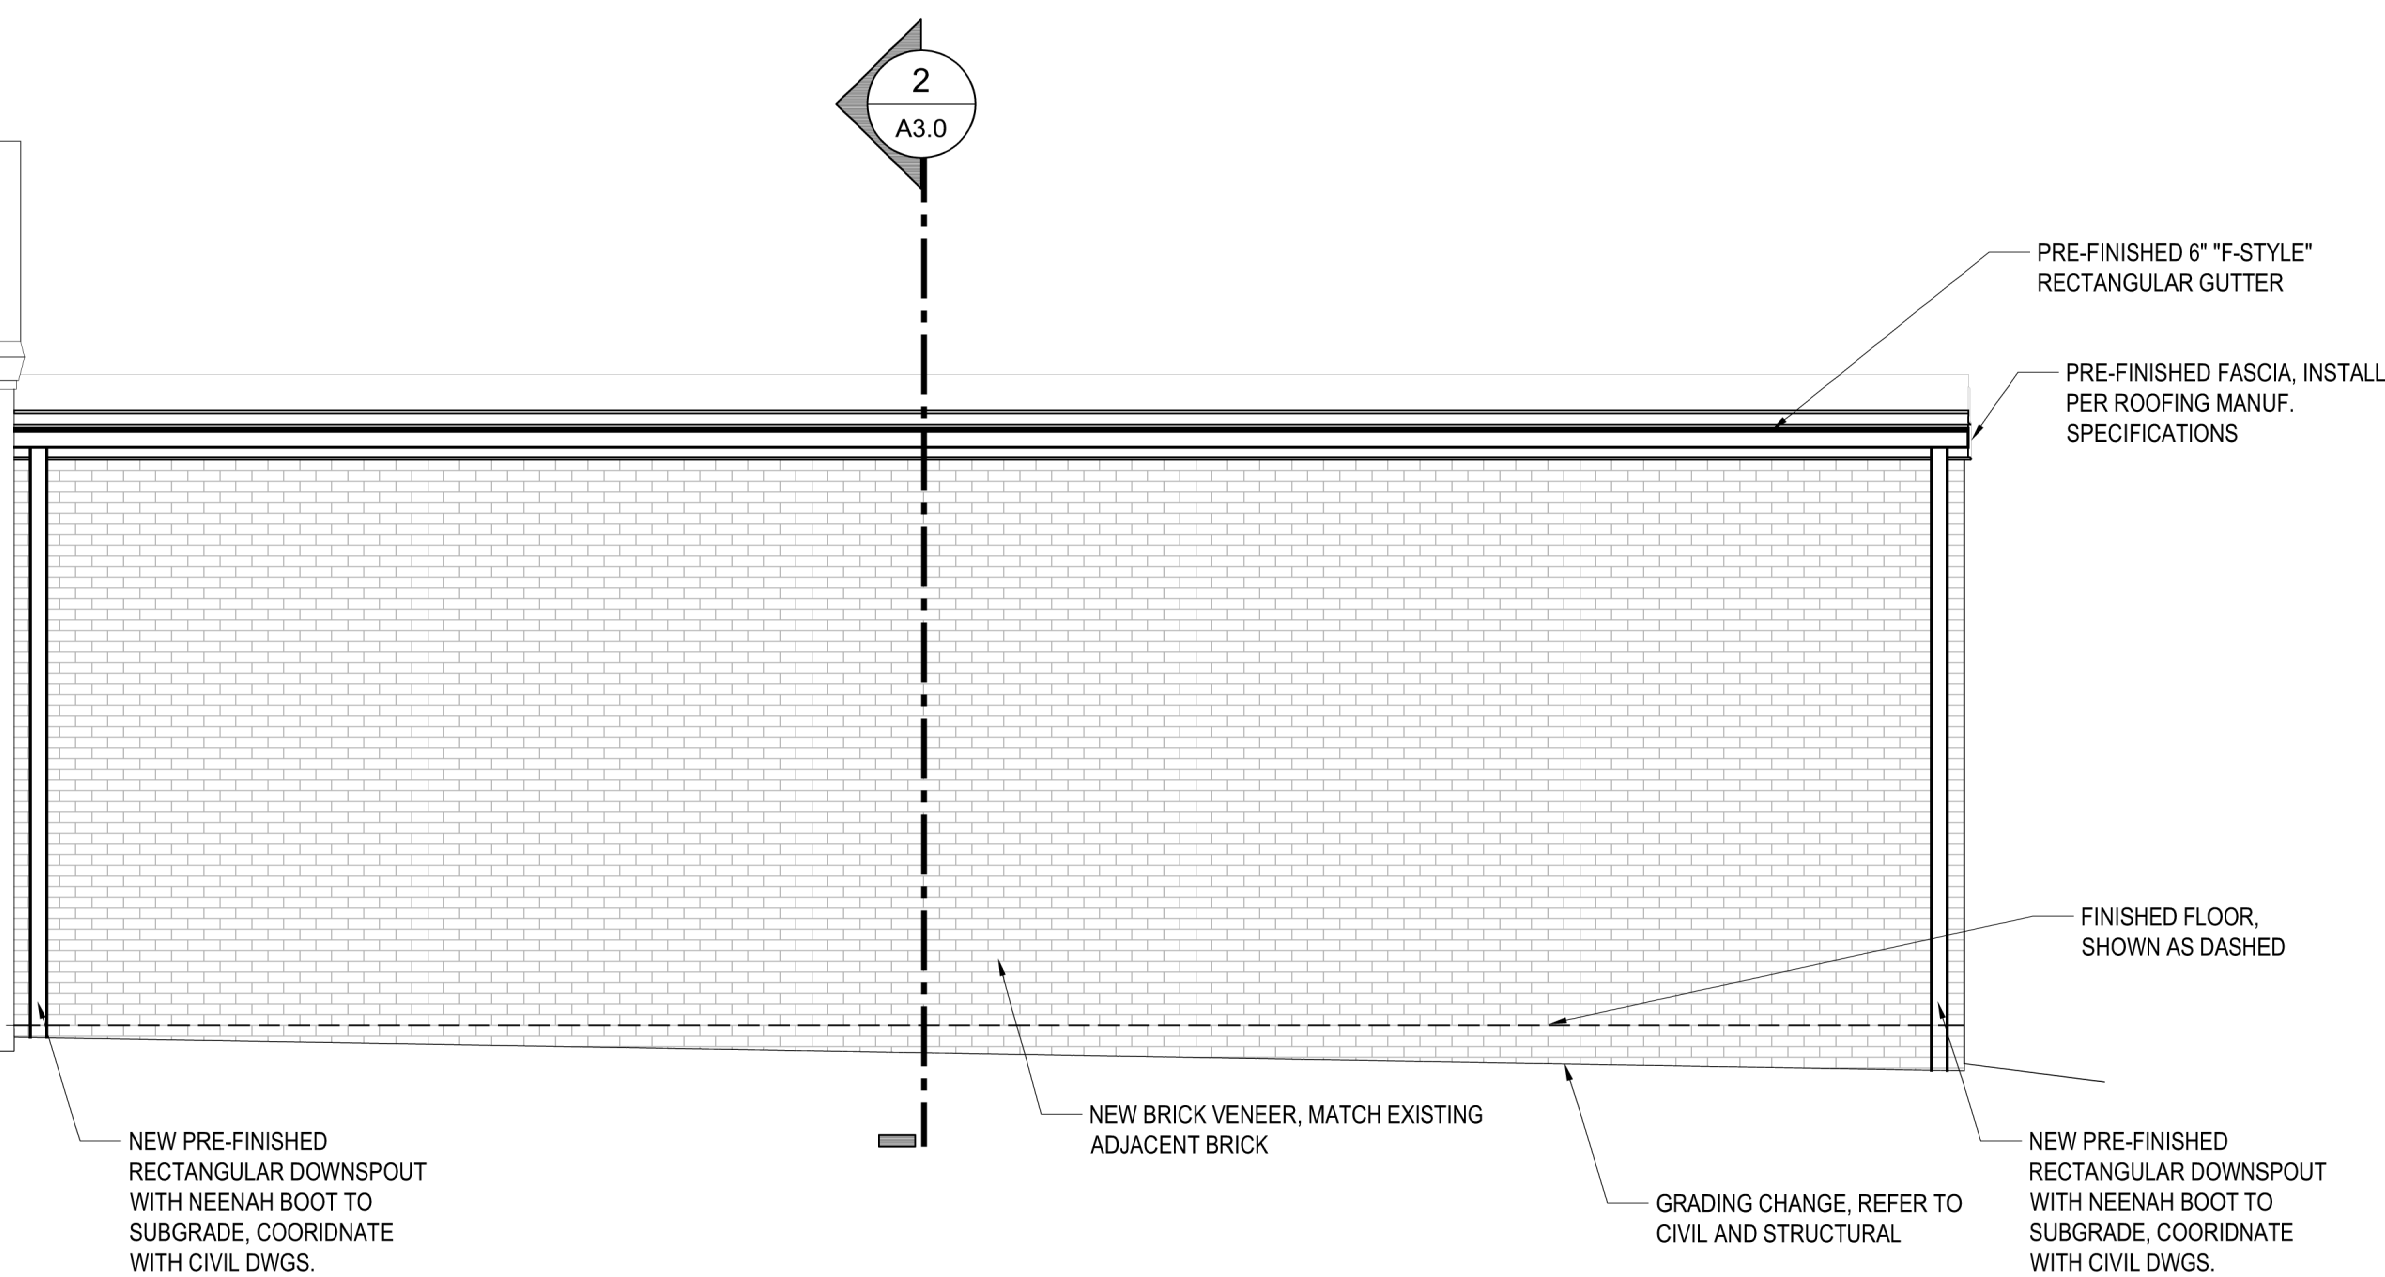 2
A3.0
PRE-FINISHED 6" "F-STYLE"
RECTANGULAR GUTTER
PRE-FINISHED FASCIA, INSTALL
PER ROOFING MANUF.
SPECIFICATIONS
FINISHED FLOOR,
SHOWN AS DASHED
NEW BRICK VENEER, MATCH EXISTING
ADJACENT BRICK
NEW PRE-FINISHED
RECTANGULAR DOWNSPOUT
WITH NEENAH BOOT TO
SUBGRADE, COORIDNATE
WITH CIVIL DWGS.
GRADING CHANGE, REFER TO
CIVIL AND STRUCTURAL
NEW PRE-FINISHED
RECTANGULAR DOWNSPOUT
WITH NEENAH BOOT TO
SUBGRADE, COORIDNATE
WITH CIVIL DWGS.